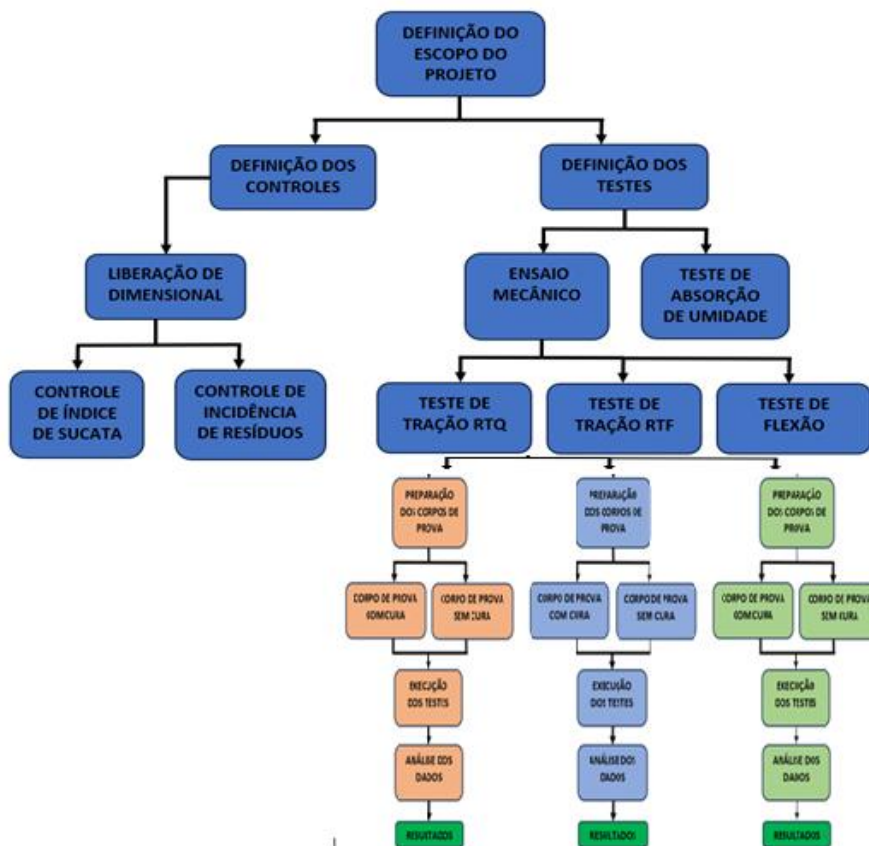 DEFINIÇÃO DO
ESCOPO DO
PROJETO
DEFINIÇÃO DOS
CONTROLES
DEFINIÇÃO DOS
TESTES
LIBERAÇÃO DE
DIMENSIONAL
ENSAIO
MECÂNICO
TESTE DE
ABSORÇÃO
DE UMIDADE
CONTROLE
DE ÍNDICE
DE SUCATA
CONTROLE DE
INCIDÊNCIA
DE RESÍDUOS
TESTE DE
TRAÇÃO RTQ
TESTE DE
TRAÇÃO RTF
TESTE DE
FLEXÃO
PREPARAÇÃO
DOS CORPOS DE
PROVA
PREPARAÇÃO
DOS CORPOS DE
PROVA
PREPARAÇÃO
DOS CORPOS DE
PROVA
CORPO DE PROVA
COM CURA
CORPO DE PROVA
SEM CURA
CORPO DE PROVA
COM CURA
CORPO DE PROVA
SEM CURA
CORPO DE PROVA
COM CURA
CORPO DE PROVA
SEM CURA
EXECUÇÃO
DOS TESTES
EXECUÇÃO
DOS TESTES
EXECUÇÃO
DOS TESTES
ANÁLISE DOS
DADOS
ANÁLISE DOS
DADOS
ANÁLISE DOS
DADOS
RESULTADOS
RESULTADOS
RESULTADOS